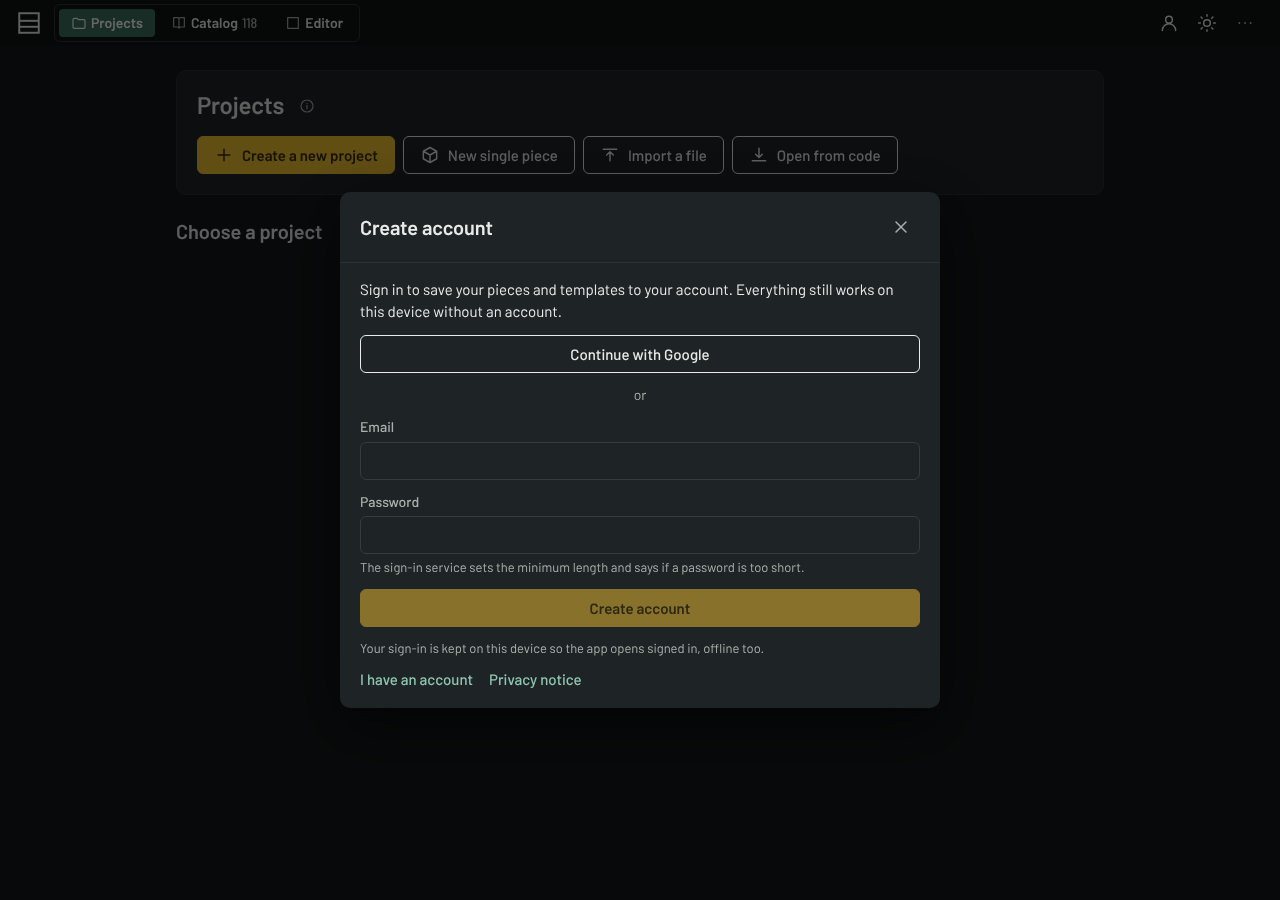 Projects
Catalog 118
Editor
Projects
Create a new project
New single piece
Import a file
Open from code
Choose a project
Create account
Sign in to save your pieces and templates to your account. Everything still works on
this device without an account.
Continue with Google
or
Email
Password
The sign-in service sets the minimum length and says if a password is too short.
Create account
Your sign-in is kept on this device so the app opens signed in, offline too.
I have an account
Privacy notice